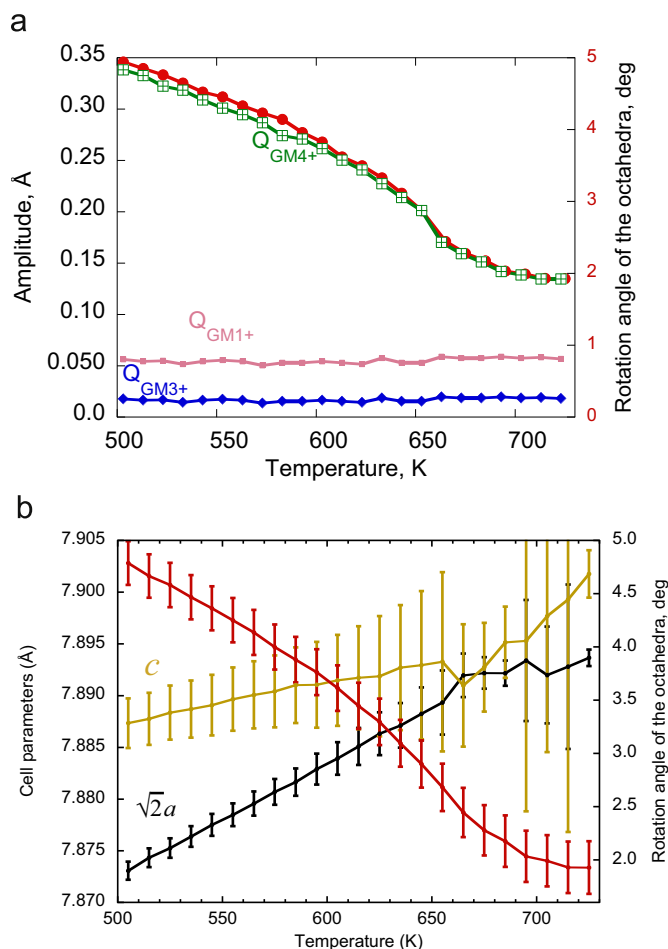 a
0.35
0.30
0.25
0.20
0.15
0.10
0.050
0.0
Amplitude, Å
Q GM4+
Q GM1+
Q GM3+
5
4
3
2
1
0
Rotation angle of the octahedra, deg
500 550 600 650 700
Temperature, K
b
7.905
7.900
7.895
7.890
7.885
7.880
7.875
7.870
Cell parameters (Å)
c
√2a
5.0
4.5
4.0
3.5
3.0
2.5
2.0
Rotation angle of the octahedra, deg
500 550 600 650 700
Temperature (K)